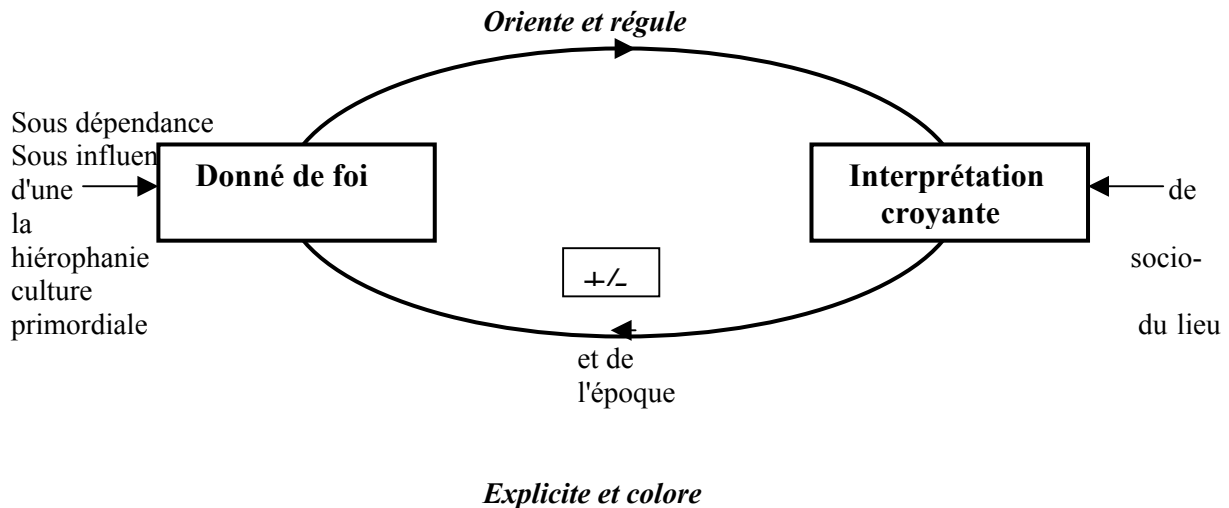 Oriente et régule
Sous dépendance
Sous influen
d'une
la
hiérophanie
culture
primordiale
Donné de foi
Interprétation
croyante
de
socio-
du lieu
+/-
et de
l'époque
Explicite et colore